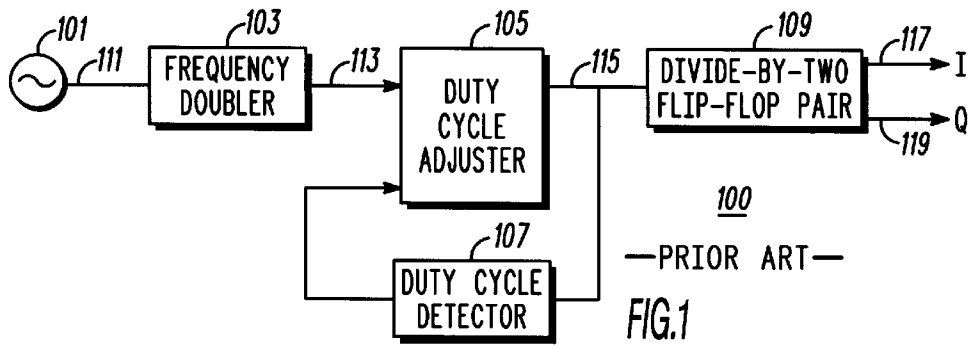 101
111
103
FREQUENCY
DOUBLER
113
105
DUTY
CYCLE
ADJUSTER
115
109
DIVIDE-BY-TWO
FLIP-FLOP PAIR
117
I
Q
119
107
DUTY CYCLE
DETECTOR
100
—PRIOR ART—
FIG.1